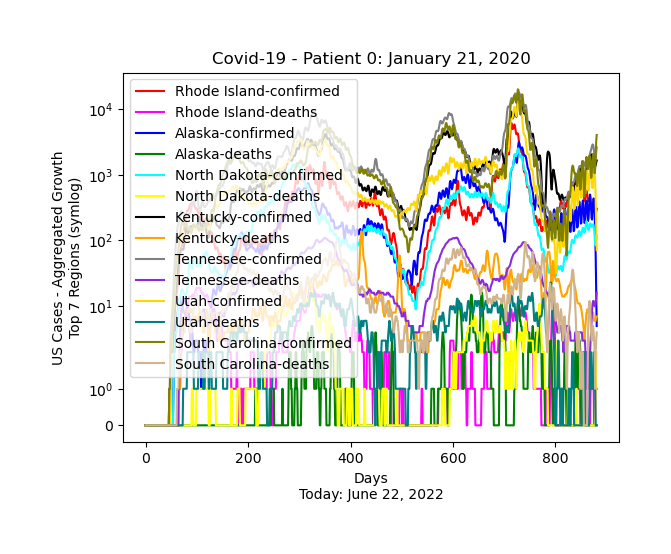 Covid-19 - Patient 0: January 21, 2020
US Cases - Aggregated Growth
Top 7 Regions (symlog)
10⁴
10³
10²
10¹
10⁰
0
Rhode Island-confirmed
Rhode Island-deaths
Alaska-confirmed
Alaska-deaths
North Dakota-confirmed
North Dakota-deaths
Kentucky-confirmed
Kentucky-deaths
Tennessee-confirmed
Tennessee-deaths
Utah-confirmed
Utah-deaths
South Carolina-confirmed
South Carolina-deaths
0 200 400 600 800
Days
Today: June 22, 2022